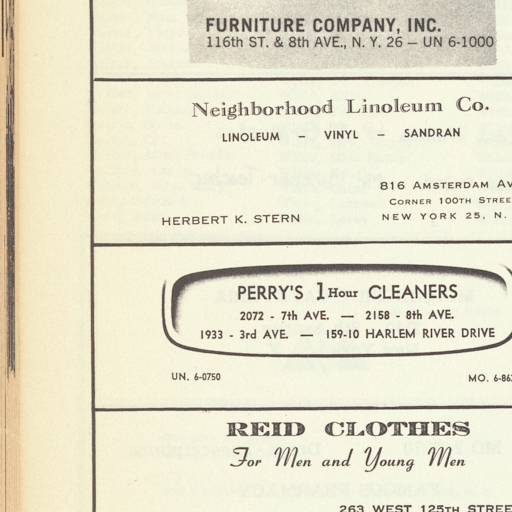 FURNITURE COMPANY, INC.
116th ST. & 8th AVE., N. Y. 26 — UN 6-1000
Neighborhood Linoleum Co.
LINOLEUM – VINYL – SANDRAN
816 AMSTERDAM AV
CORNER 100TH STREE
HERBERT K. STERN
NEW YORK 25, N.
PERRY'S 1 Hour CLEANERS
2072 - 7th AVE. — 2158 - 8th AVE.
1933 - 3rd AVE. — 159-10 HARLEM RIVER DRIVE
UN. 6-0750
MO. 6-86
REID CLOTHES
For Men and Young Men
263 WEST 125TH STREE